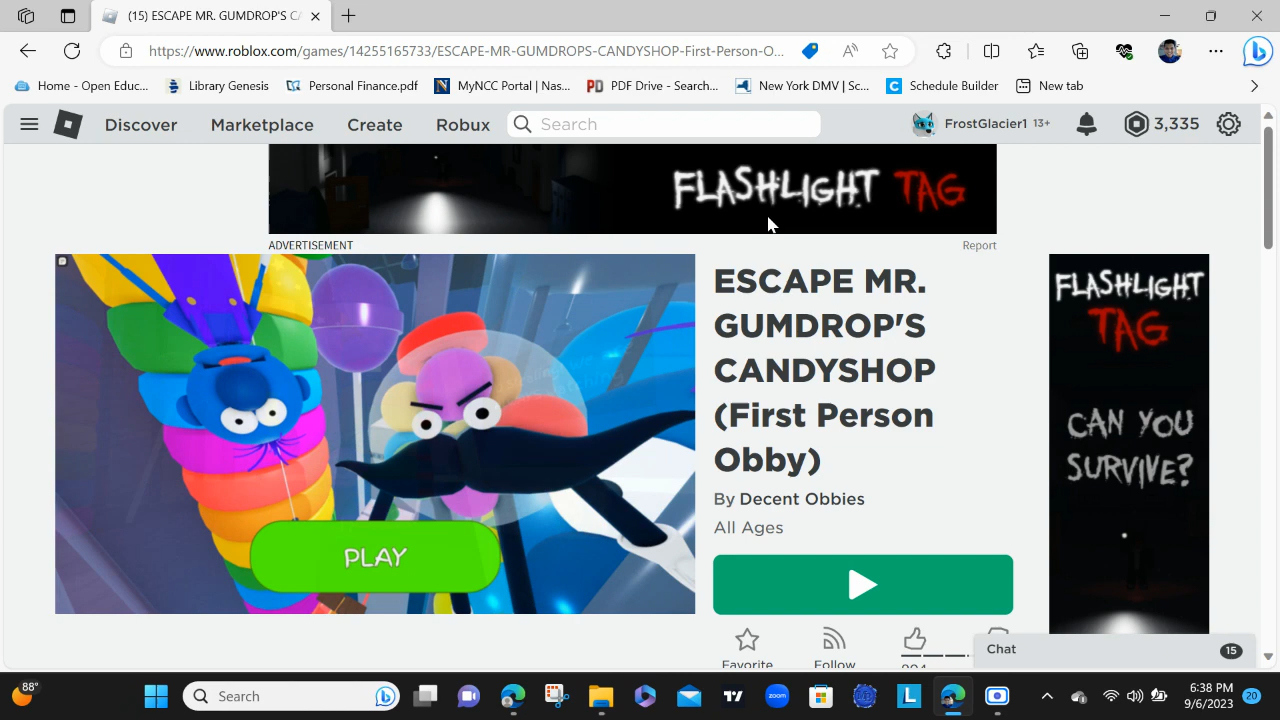 (15) ESCAPE MR. GUMDROP'S CA
https://www.roblox.com/games/14255165733/ESCAPE-MR-GUMDROPS-CANDYSHOP-First-Person-O...
Home - Open Educ...
Library Genesis
Personal Finance.pdf
MyNCC Portal | Nas...
PDF Drive - Search...
New York DMV | Sc...
Schedule Builder
New tab
Discover
Marketplace
Create
Robux
Search
FrostGlacier1 13+
3,335
FLASHLIGHT TAG
ADVERTISEMENT
Report
PLAY
ESCAPE MR.
GUMDROP'S
CANDYSHOP
(First Person
Obby)
By Decent Obbies
All Ages
Favorite
Follow
FLASHLIGHT
TAG
CAN YOU
SURVIVE?
Chat
15
88°
Search
zoom
6:38 PM
9/6/2023
20